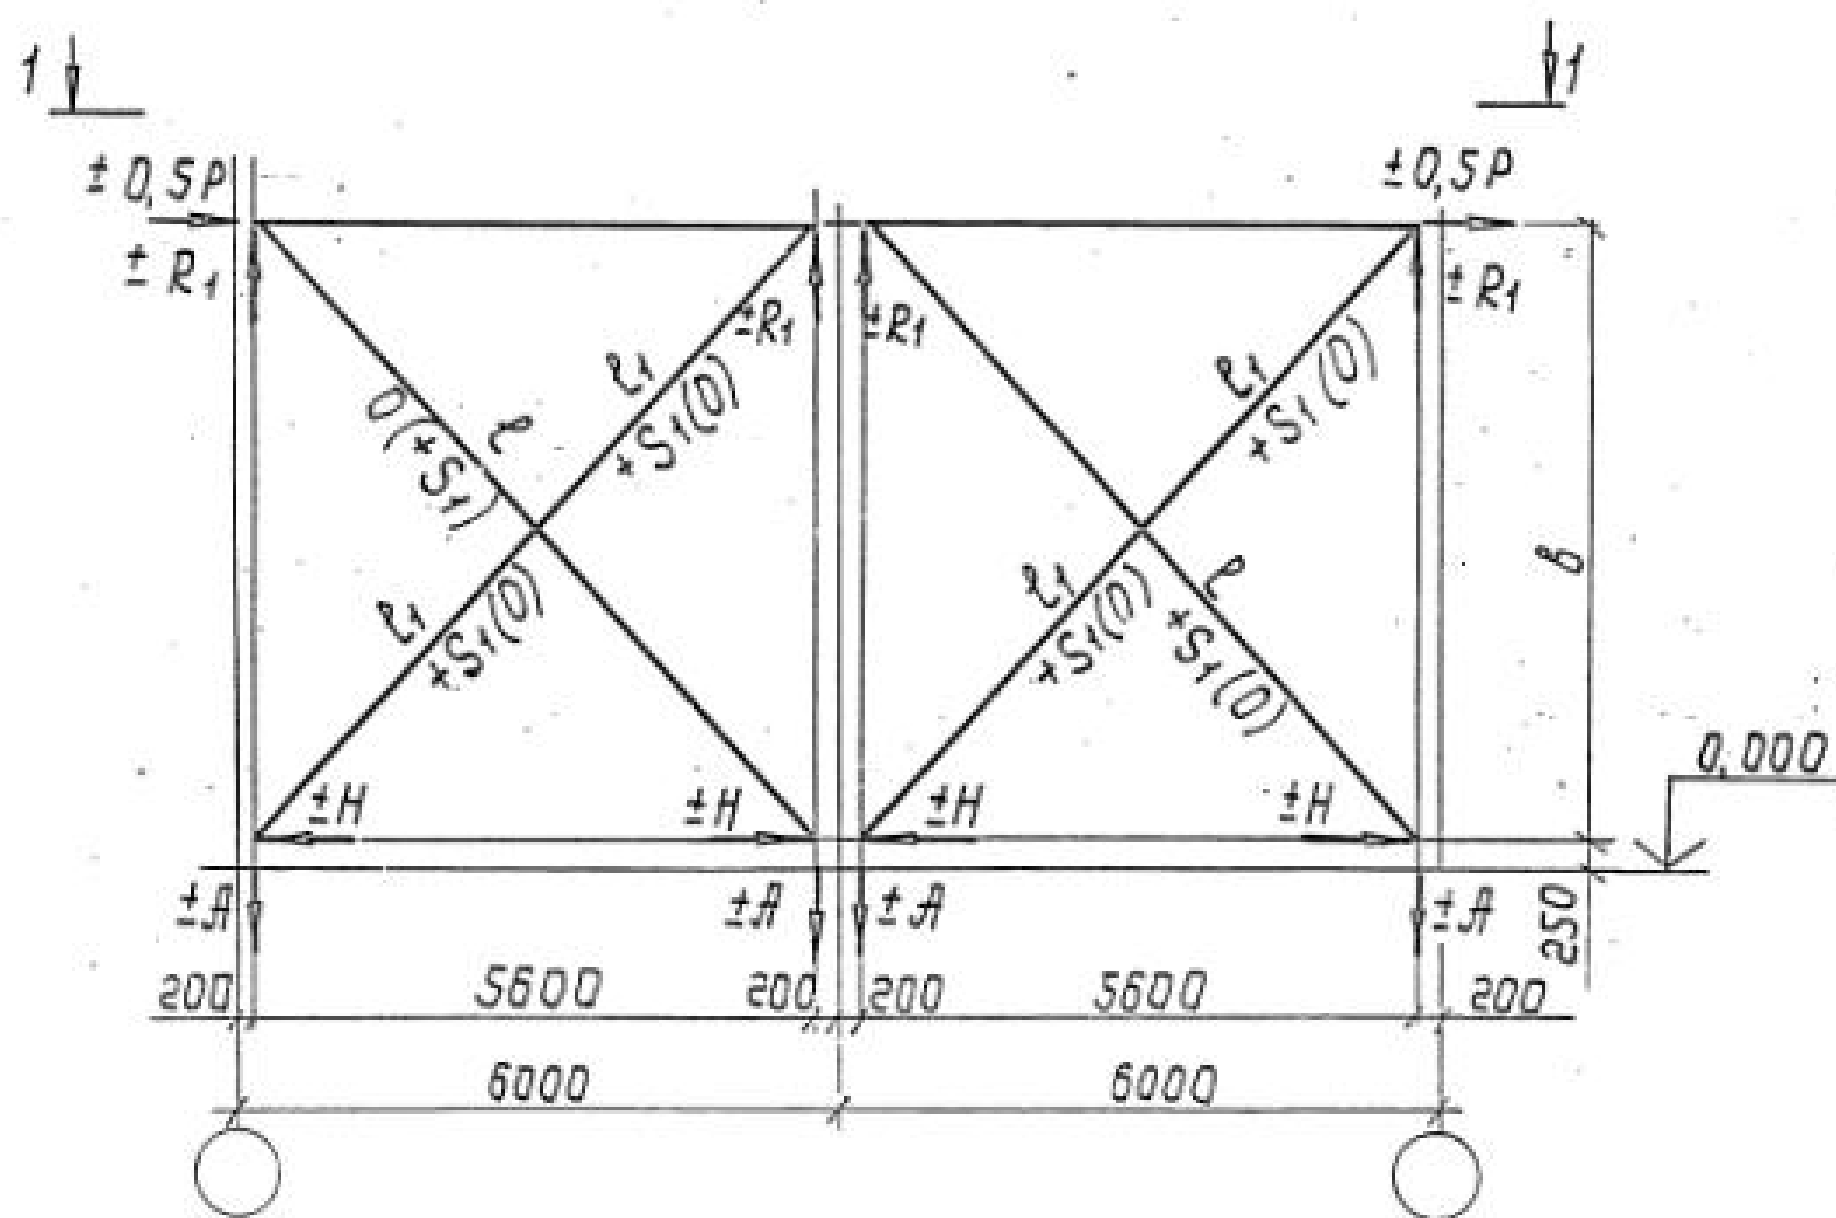 1 1
±0,5P ±0,5P
±R1 ±R1 ±R1 ±R1
ℓ1 ℓ1
0(+S1) ℓ +S1(0) +S1(0)
в
ℓ1 ℓ1 ℓ
+S1(0) +S1(0) +S1(0)
0,000
±H ±H ±H ±H
±A ±A ±A ±A
250
200 5600 200 200 5600 200
6000 6000